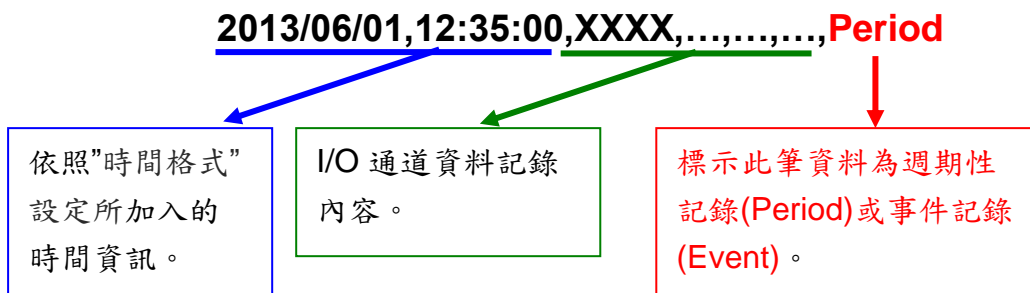 2013/06/01,12:35:00,XXXX,…,…,…,Period
依照”時間格式”
設定所加入的
時間資訊。
I/O 通道資料記錄
內容。
標示此筆資料為週期性
記錄(Period)或事件記錄
(Event)。